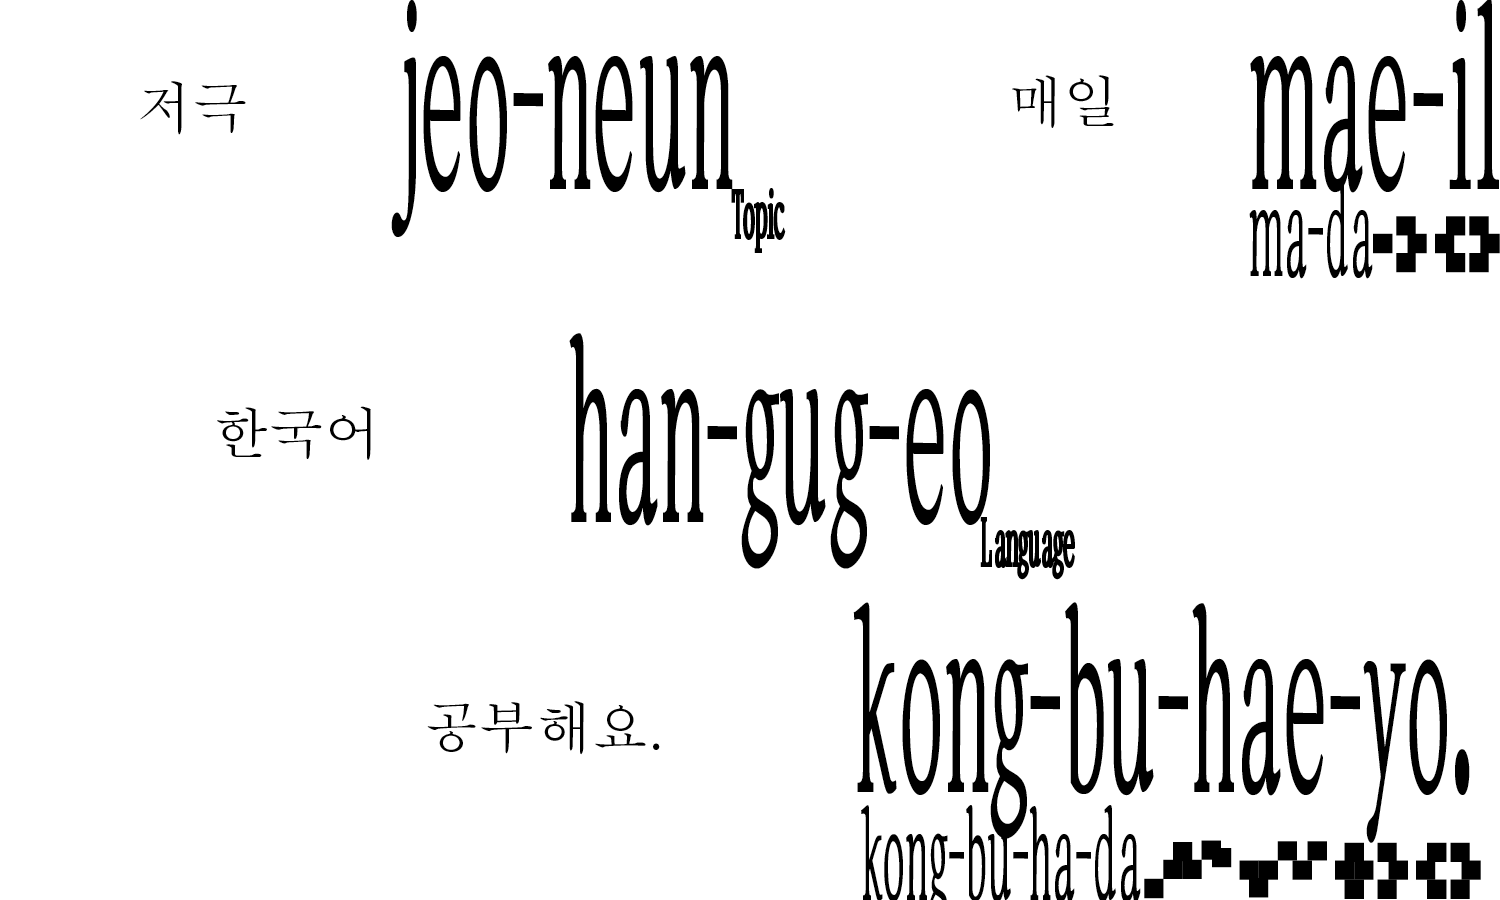 저극 jeo-neun Topic 매일 mae-il
ma-da
한국어 han-gug-eo Language
공부해요. kong-bu-hae-yo.
kong-bu-ha-da